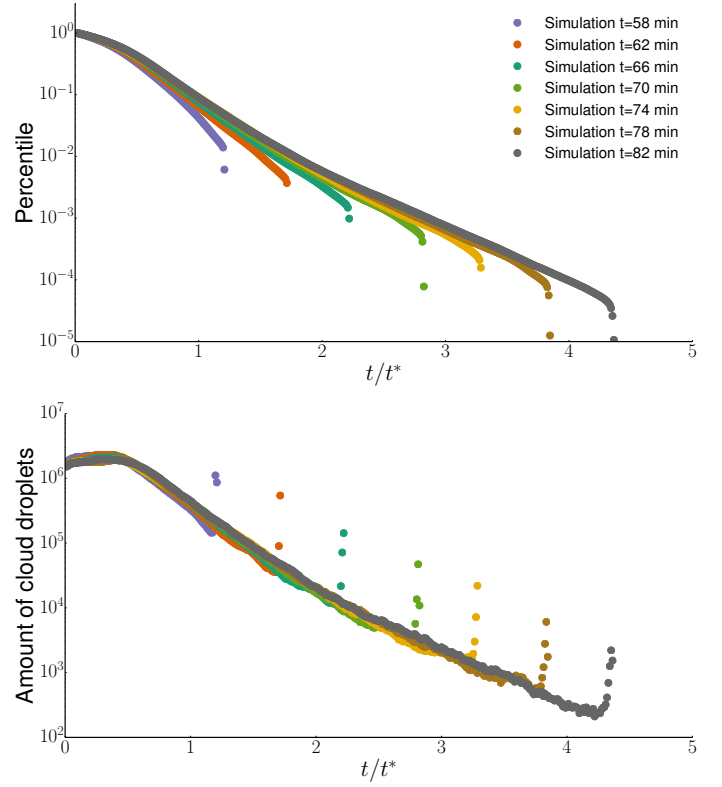 10^0
10^-1
10^-2
10^-3
10^-4
10^-5
Percentile
Simulation t=58 min
Simulation t=62 min
Simulation t=66 min
Simulation t=70 min
Simulation t=74 min
Simulation t=78 min
Simulation t=82 min
0 1 2 3 4 5
t/t*
10^7
10^6
10^5
10^4
10^3
10^2
Amount of cloud droplets
0 1 2 3 4 5
t/t*